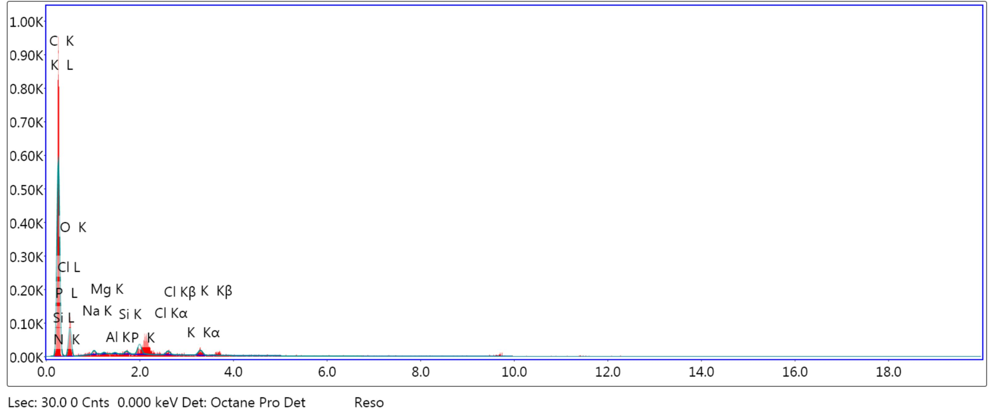 1.00K
C K
0.90K
K L
0.80K
0.70K
0.60K
0.50K
0.40K
O K
0.30K
Cl L
0.20K
P L
Mg K
Cl Kβ
K Kβ
Na K
Si K
Cl Kα
0.10K
Si L
N K
Al K
P K
K Kα
0.00K
0.0 2.0 4.0 6.0 8.0 10.0 12.0 14.0 16.0 18.0
Lsec: 30.0 0 Cnts 0.000 keV Det: Octane Pro Det Reso